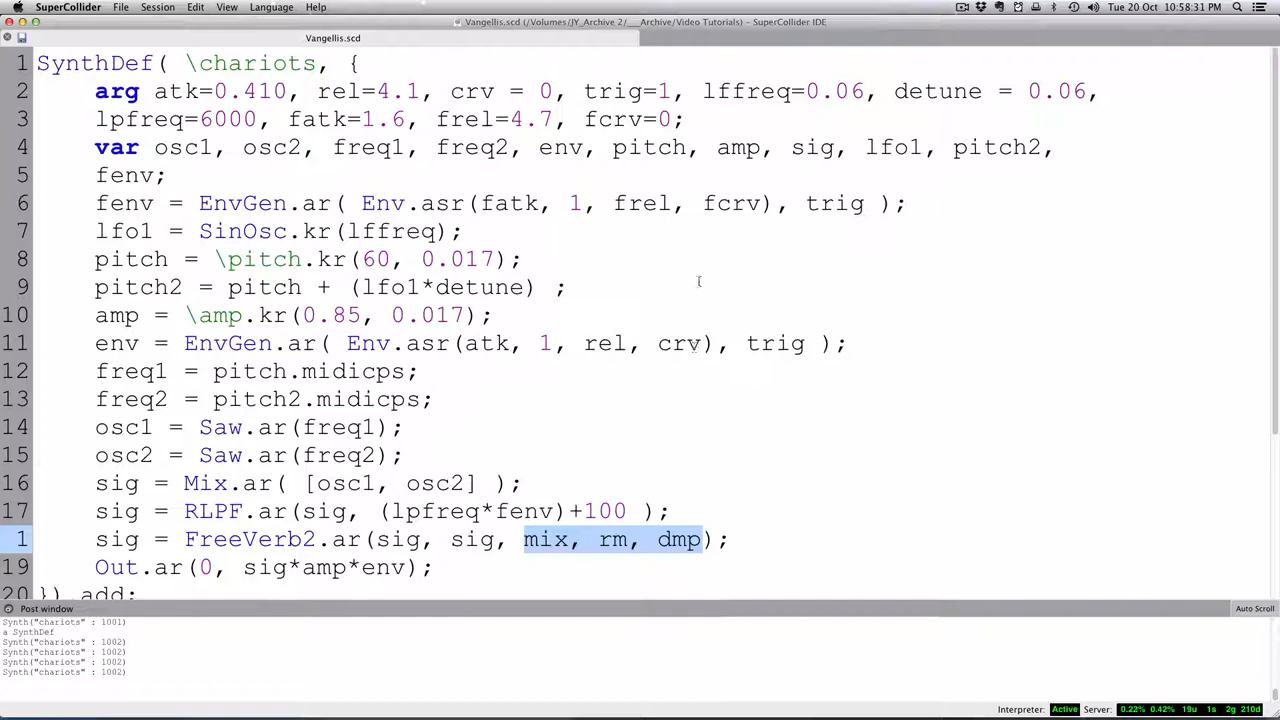 SuperCollider File Session Edit View Language Help Tue 20 Oct 10:58:31 PM
Vangellis.scd (/Volumes/JY_Archive 2/___Archive/Video Tutorials) - SuperCollider IDE
Vangellis.scd
1 SynthDef( \chariots, {
2 arg atk=0.410, rel=4.1, crv = 0, trig=1, lffreq=0.06, detune = 0.06,
3 lpfreq=6000, fatk=1.6, frel=4.7, fcrv=0;
4 var osc1, osc2, freq1, freq2, env, pitch, amp, sig, lfo1, pitch2,
5 fenv;
6 fenv = EnvGen.ar( Env.asr(fatk, 1, frel, fcrv), trig );
7 lfo1 = SinOsc.kr(lffreq);
8 pitch = \pitch.kr(60, 0.017);
9 pitch2 = pitch + (lfo1*detune) ;
10 amp = \amp.kr(0.85, 0.017);
11 env = EnvGen.ar( Env.asr(atk, 1, rel, crv), trig );
12 freq1 = pitch.midicps;
13 freq2 = pitch2.midicps;
14 osc1 = Saw.ar(freq1);
15 osc2 = Saw.ar(freq2);
16 sig = Mix.ar( [osc1, osc2] );
17 sig = RLPF.ar(sig, (lpfreq*fenv)+100 );
1 sig = FreeVerb2.ar(sig, sig, mix, rm, dmp);
19 Out.ar(0, sig*amp*env);
20 }).add;
Post window Auto Scroll
Synth("chariots" : 1001)
a SynthDef
Synth("chariots" : 1002)
Synth("chariots" : 1002)
Synth("chariots" : 1002)
Synth("chariots" : 1002)
Interpreter: Active Server: 0.22% 0.42% 19u 1s 2g 210d